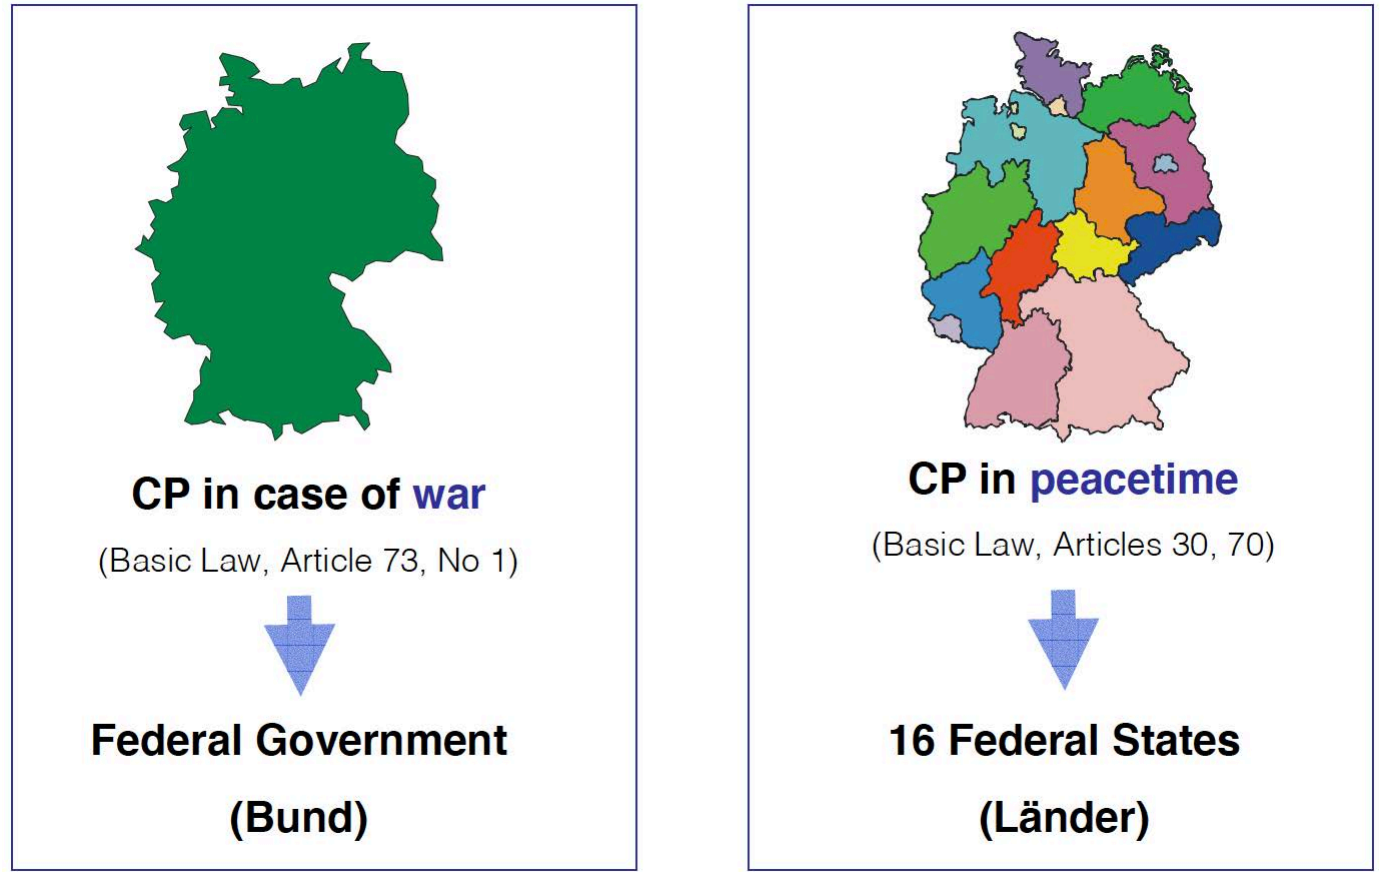 CP in case of war
(Basic Law, Article 73, No 1)
Federal Government
(Bund)
CP in peacetime
(Basic Law, Articles 30, 70)
16 Federal States
(Länder)